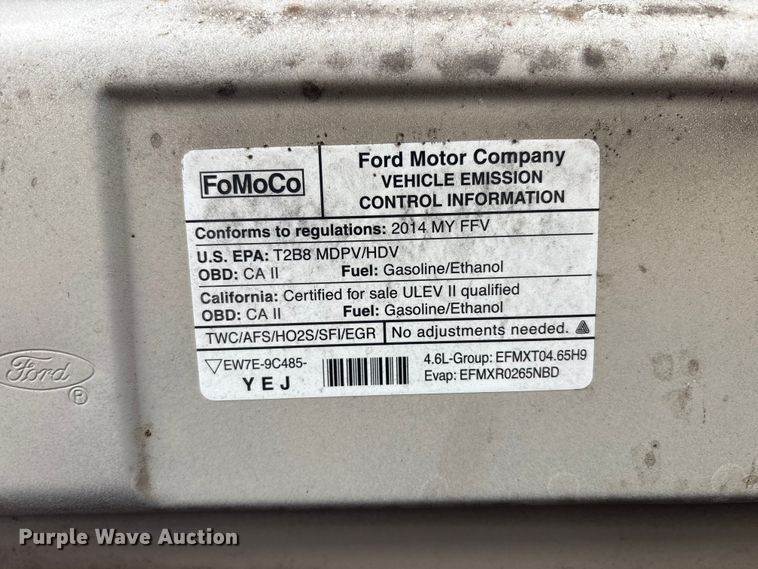 FoMoCo
Ford Motor Company
VEHICLE EMISSION
CONTROL INFORMATION
Conforms to regulations: 2014 MY FFV
U.S. EPA: T2B8 MDPV/HDV
OBD: CA II Fuel: Gasoline/Ethanol
California: Certified for sale ULEV II qualified
OBD: CA II Fuel: Gasoline/Ethanol
TWC/AFS/HO2S/SFI/EGR No adjustments needed.
EW7E-9C485-
Y E J
4.6L-Group: EFMXT04.65H9
Evap: EFMXR0265NBD
Ford
®
Purple Wave Auction